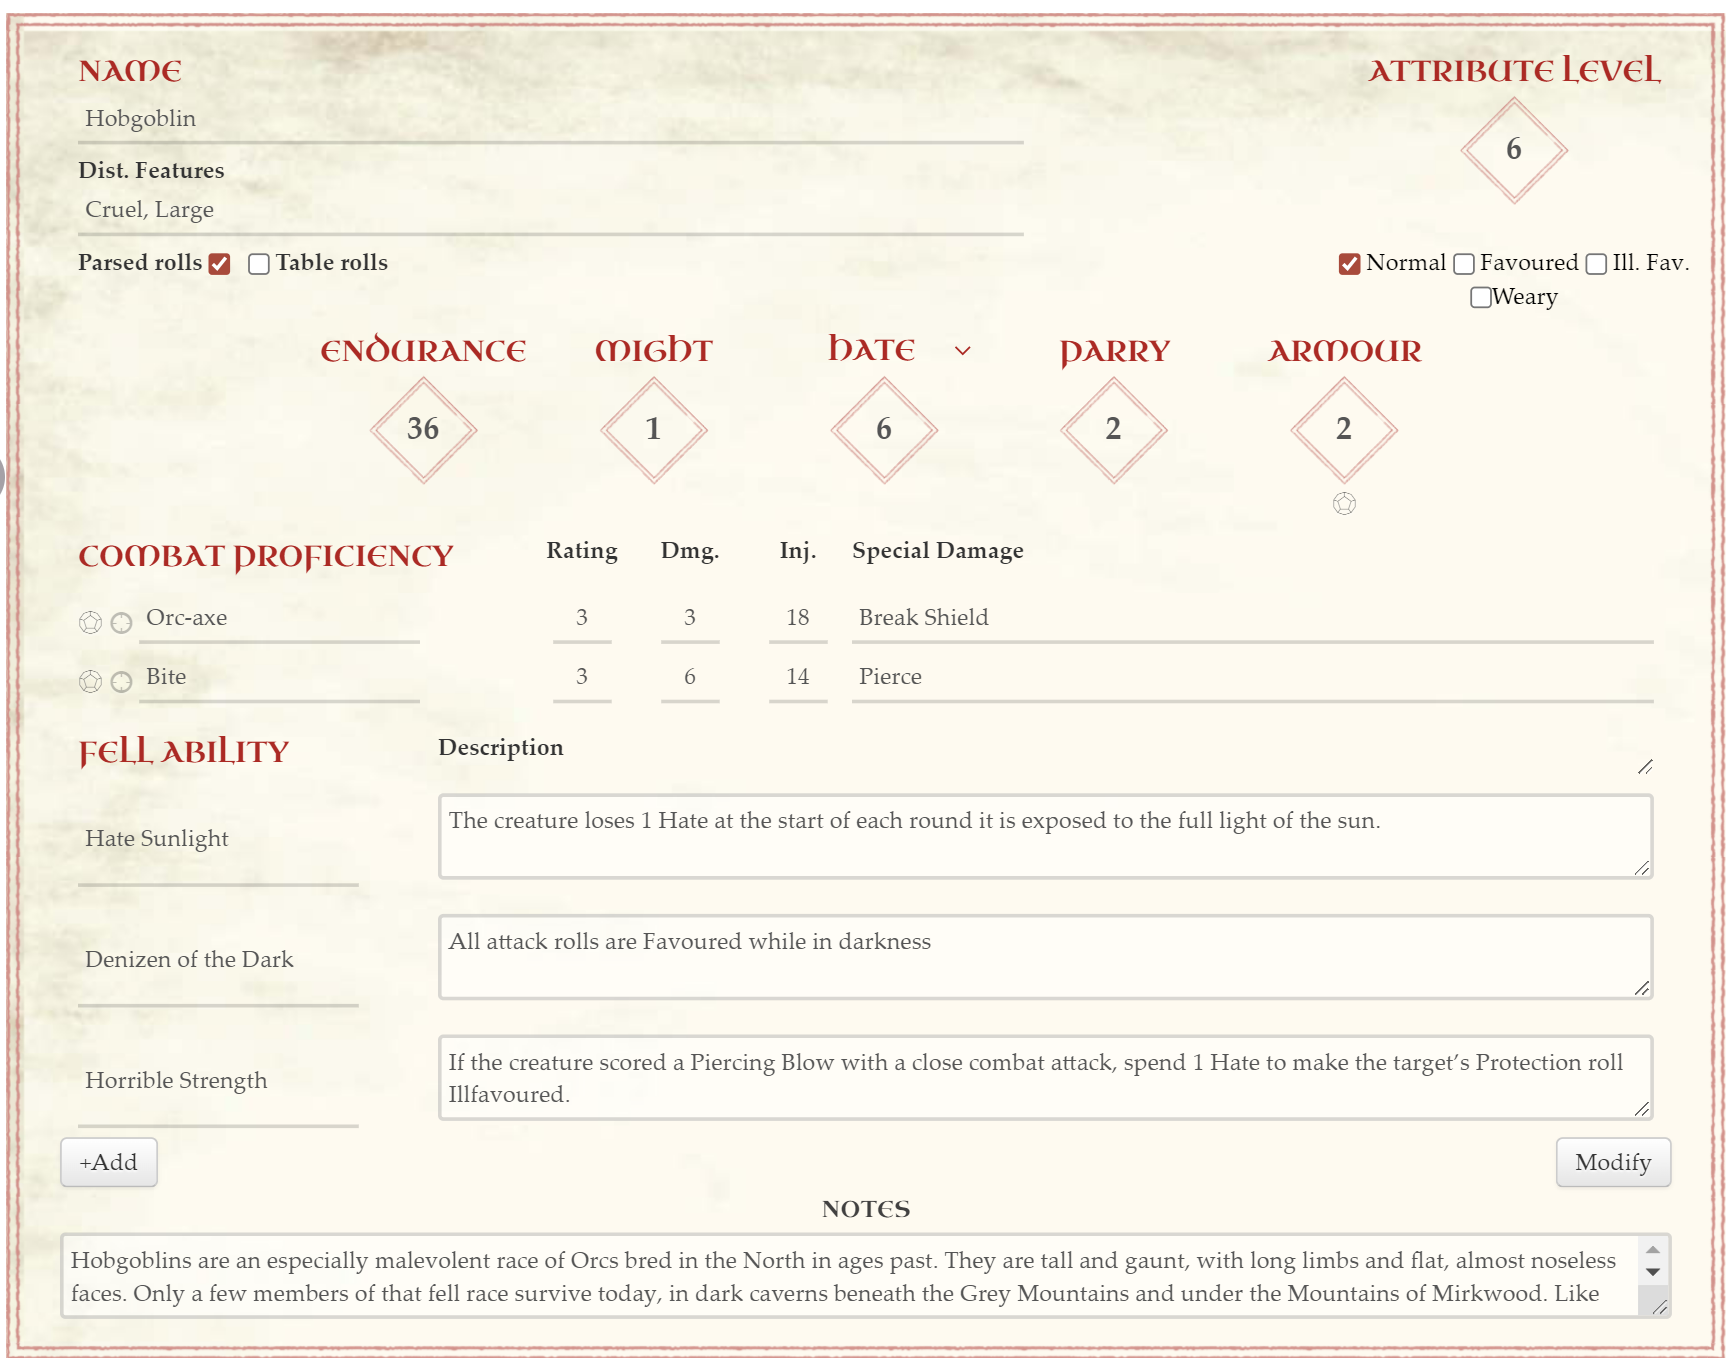 NAME
ATTRIBUTE LEVEL
Hobgoblin
6
Dist. Features
Cruel, Large
Parsed rolls Table rolls
Normal Favoured Ill. Fav.
Weary
ENDURANCE MIGHT HATE PARRY ARMOUR
36 1 6 2 2
COMBAT PROFICIENCY Rating Dmg. Inj. Special Damage
Orc-axe 3 3 18 Break Shield
Bite 3 6 14 Pierce
FELL ABILITY Description
Hate Sunlight The creature loses 1 Hate at the start of each round it is exposed to the full light of the sun.
Denizen of the Dark All attack rolls are Favoured while in darkness
Horrible Strength If the creature scored a Piercing Blow with a close combat attack, spend 1 Hate to make the target’s Protection roll
Illfavoured.
+Add Modify
NOTES
Hobgoblins are an especially malevolent race of Orcs bred in the North in ages past. They are tall and gaunt, with long limbs and flat, almost noseless
faces. Only a few members of that fell race survive today, in dark caverns beneath the Grey Mountains and under the Mountains of Mirkwood. Like